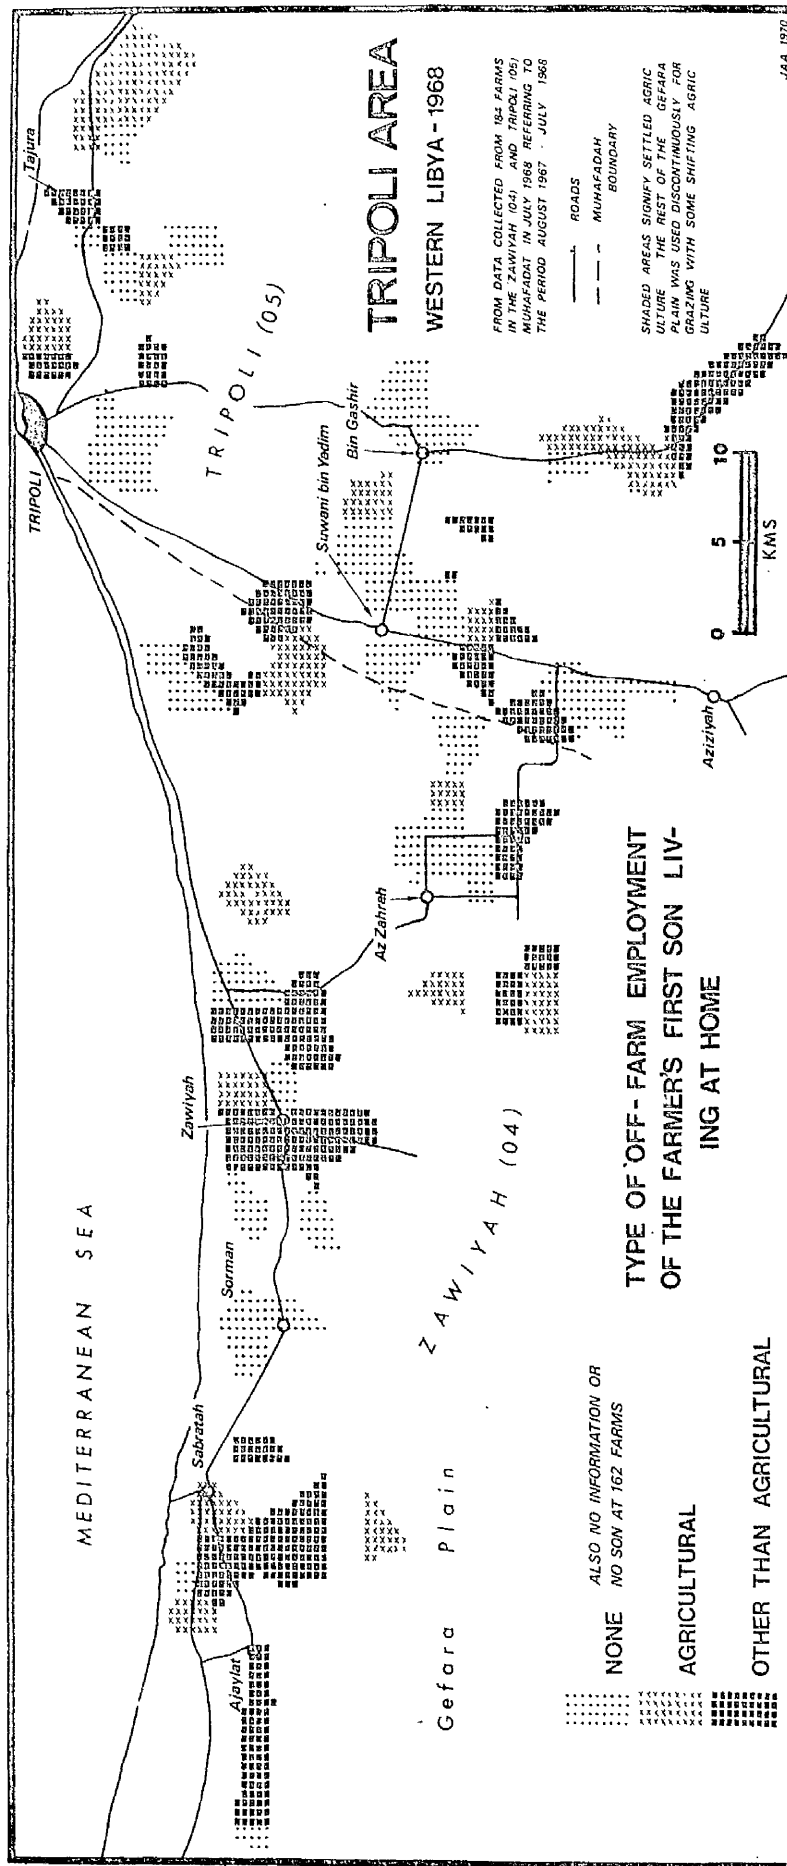 TRIPOLI AREA
WESTERN LIBYA - 1968
FROM DATA COLLECTED FROM 184 FARMS
IN THE ZAWIYAH (04) AND TRIPOLI (05)
MUHAFADAT IN JULY 1968 REFERRING TO
THE PERIOD AUGUST 1967 - JULY 1968
ROADS
MUHAFADAH
BOUNDARY
SHADED AREAS SIGNIFY SETTLED AGRIC
ULTURE THE REST OF THE GEFARA
PLAIN WAS USED DISCONTINUOUSLY FOR
GRAZING WITH SOME SHIFTING AGRIC
ULTURE
JAA 1970
MEDITERRANEAN SEA
TRIPOLI
Tajura
TRIPOLI (05)
Suwani bin Yadim
Bin Gashir
Aziziyah
Az Zahreh
Zawiyah
Sorman
Sabratah
Ajaylat
ZAWIYAH (04)
Gefara Plain
0 5 10
KMS
TYPE OF OFF-FARM EMPLOYMENT
OF THE FARMER'S FIRST SON LIV-
ING AT HOME
NONE
ALSO NO INFORMATION OR
NO SON AT 162 FARMS
AGRICULTURAL
OTHER THAN AGRICULTURAL